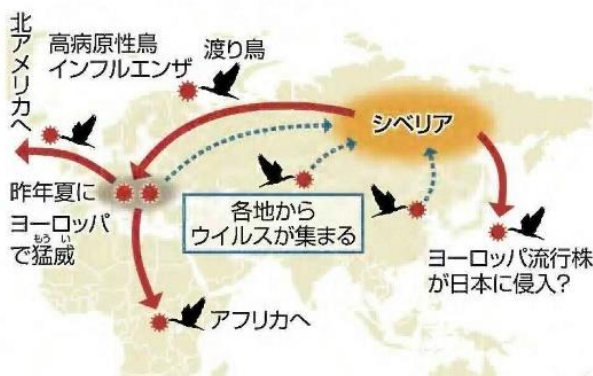 北アメリカへ
高病原性鳥
インフルエンザ
渡り鳥
シベリア
昨年夏に
ヨーロッパ
で猛威
もうい
各地から
ウイルスが集まる
ヨーロッパ流行株
が日本に侵入?
アフリカへ